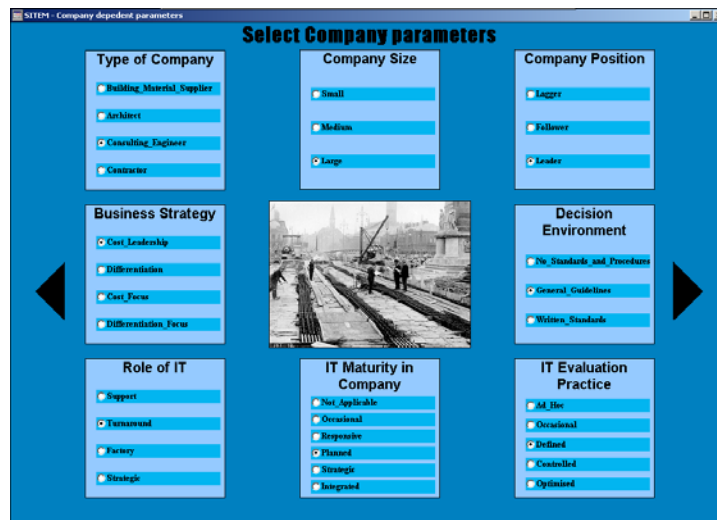 SITEM - Company depedent parameters
Select Company parameters
Type of Company
Building_Material_Supplier
Architect
Consulting_Engineer
Contractor
Company Size
Small
Medium
Large
Company Position
Lagger
Follower
Leader
Business Strategy
Cost_Leadership
Differentiation
Cost_Focus
Differentiation_Focus
Decision
Environment
No_Standards_and_Procedures
General_Guidelines
Written_Standards
Role of IT
Support
Turnaround
Factory
Strategic
IT Maturity in
Company
Not_Applicable
Occasional
Responsive
Planned
Strategic
Integrated
IT Evaluation
Practice
Ad_Hoc
Occasional
Defined
Controlled
Optimised